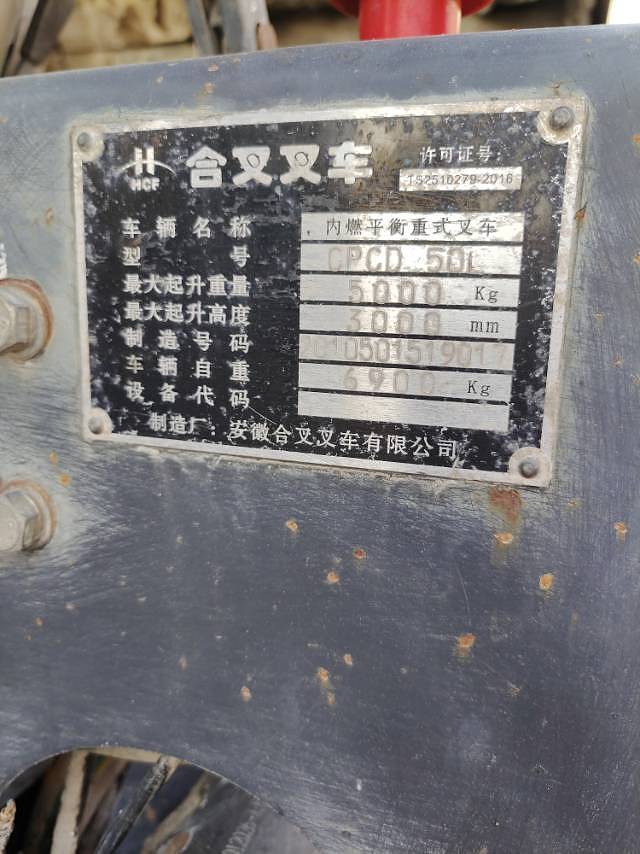 合叉叉车
许可证号:
TS2510279-2016
HCF
车辆名称 内燃平衡重式叉车
型号 CPCD 50L
最大起升重量 5000 Kg
最大起升高度 3000 mm
制造号码
车辆自重 6900 Kg
设备代码
制造厂:安徽合叉叉车有限公司